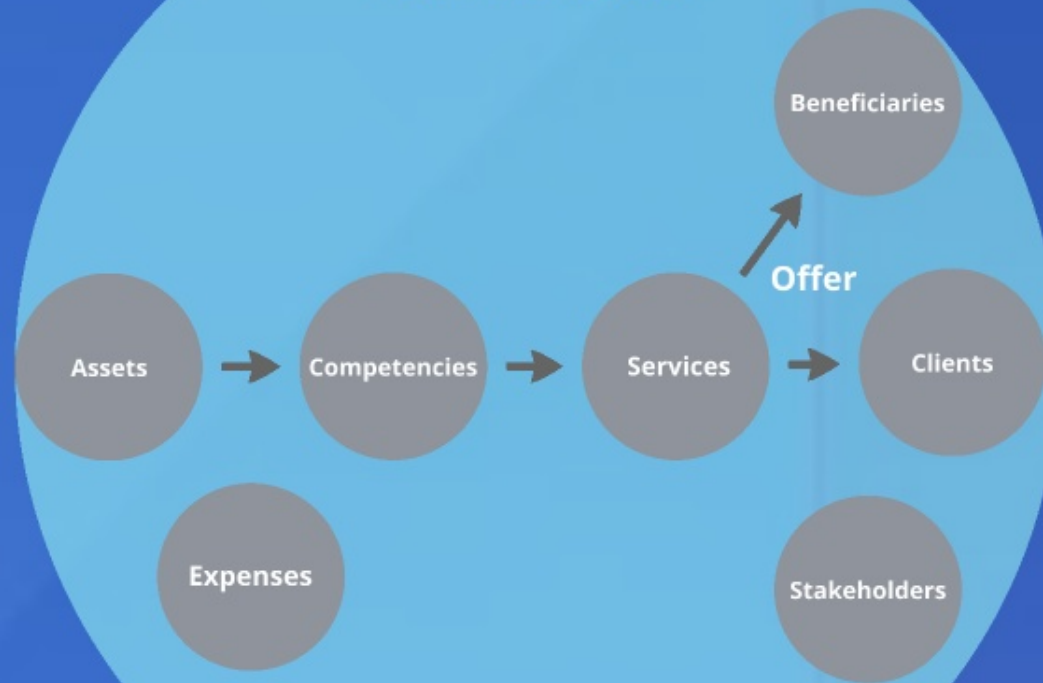 Beneficiaries
Offer
Assets
Competencies
Services
Clients
Expenses
Stakeholders